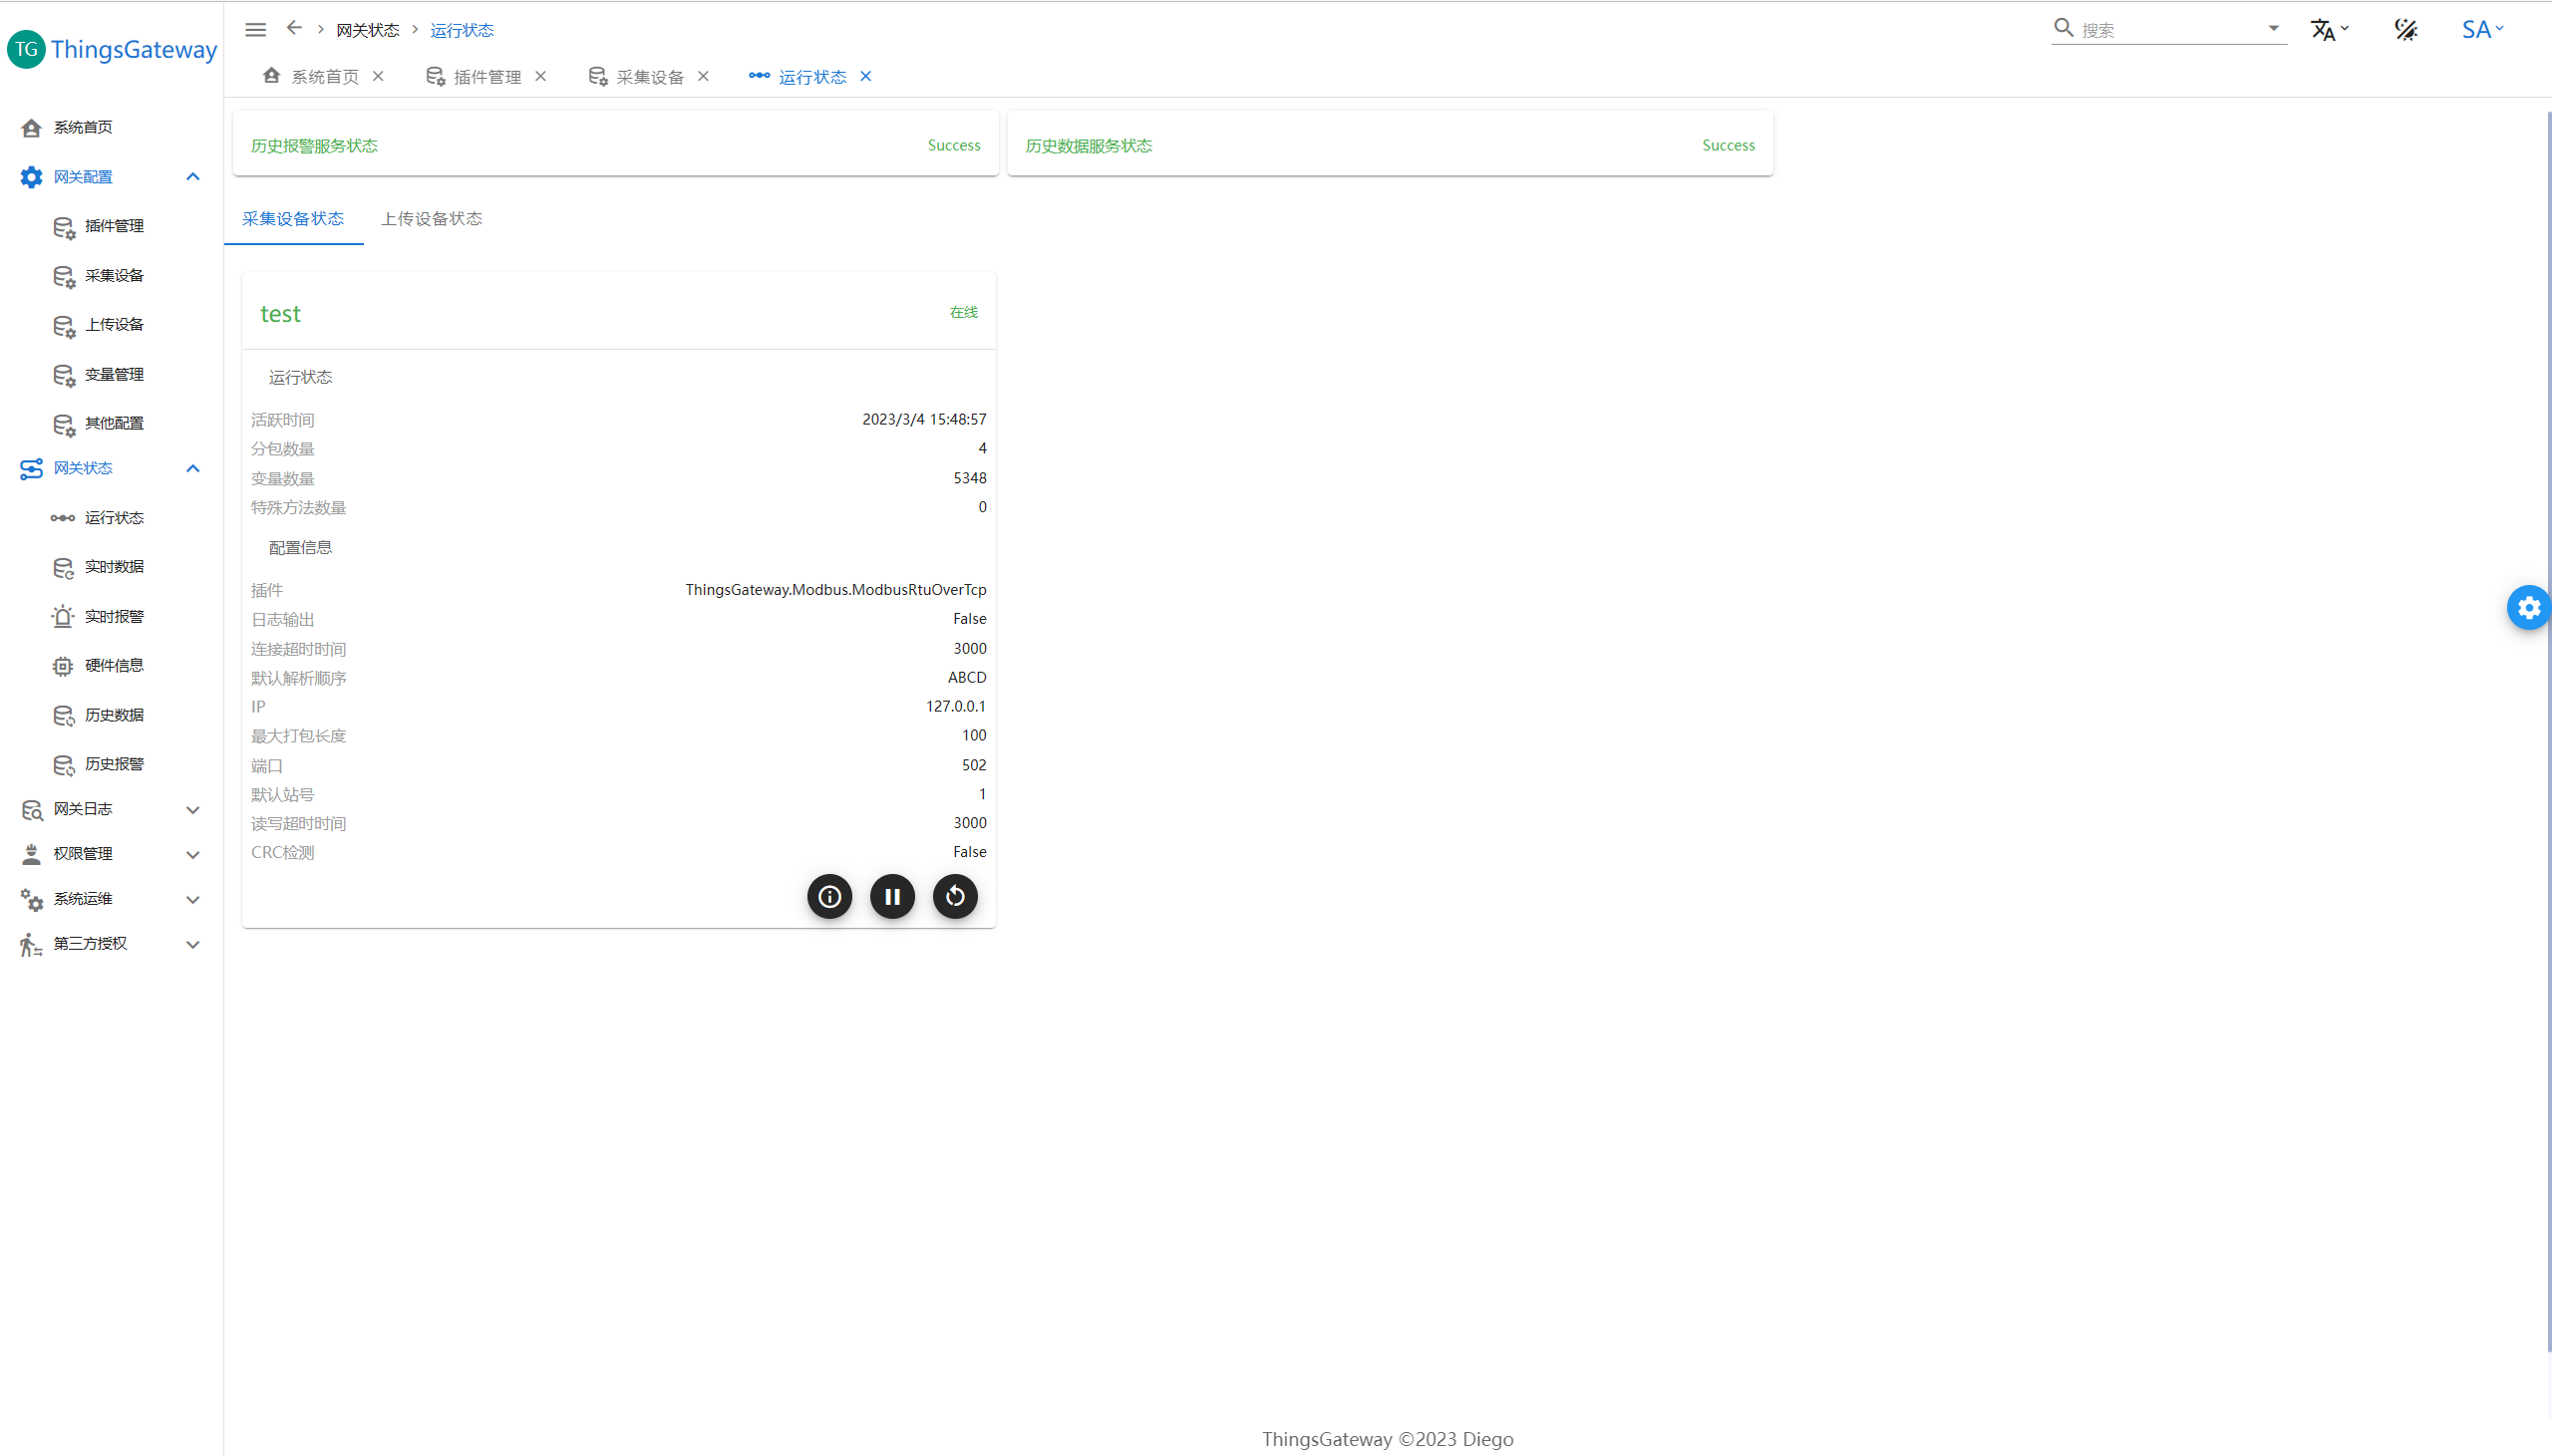 TG ThingsGateway
系统首页
网关配置
插件管理
采集设备
上传设备
变量管理
其他配置
网关状态
运行状态
实时数据
实时报警
硬件信息
历史数据
历史报警
网关日志
权限管理
系统运维
第三方授权
网关状态 运行状态
搜索
SA
系统首页 插件管理 采集设备 运行状态
历史报警服务状态 Success
历史数据服务状态 Success
采集设备状态 上传设备状态
test 在线
运行状态
活跃时间 2023/3/4 15:48:57
分包数量 4
变量数量 5348
特殊方法数量 0
配置信息
插件 ThingsGateway.Modbus.ModbusRtuOverTcp
日志输出 False
连接超时时间 3000
默认解析顺序 ABCD
IP 127.0.0.1
最大打包长度 100
端口 502
默认站号 1
读写超时时间 3000
CRC检测 False
ThingsGateway ©2023 Diego